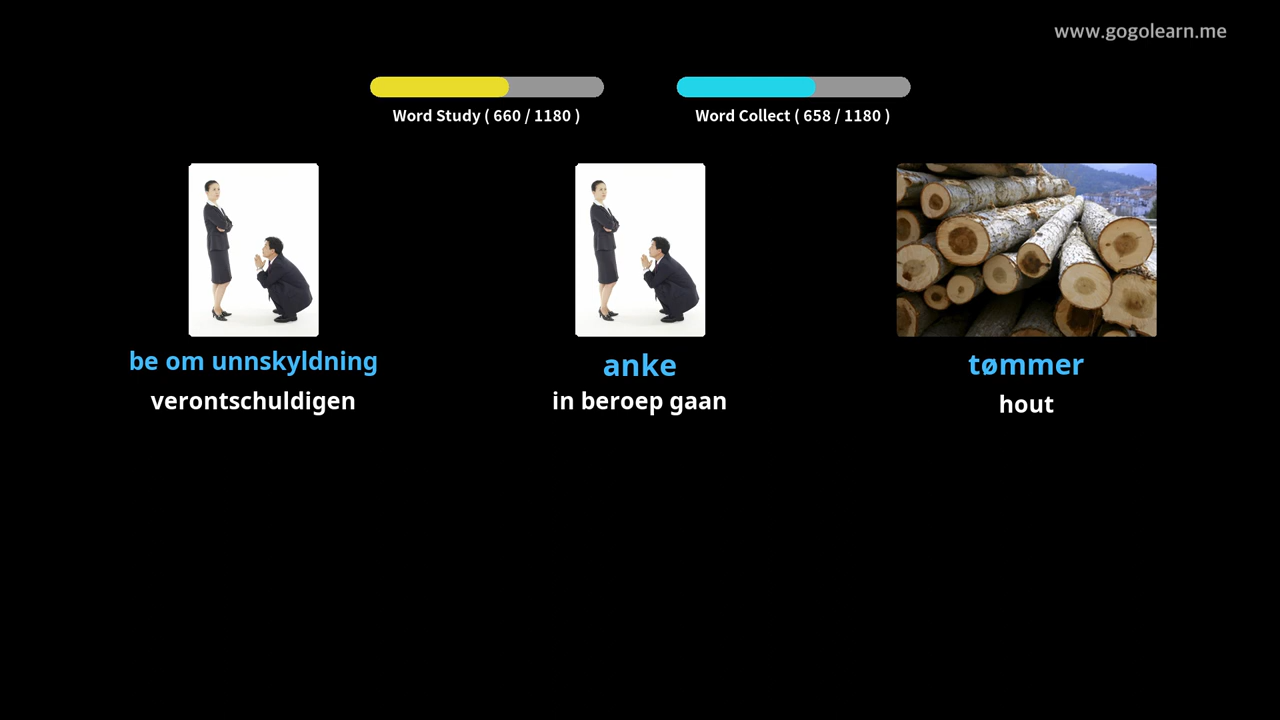 www.gogolearn.me
Word Study ( 660 / 1180 )
Word Collect ( 658 / 1180 )
be om unnskyldning
verontschuldigen
anke
in beroep gaan
tømmer
hout